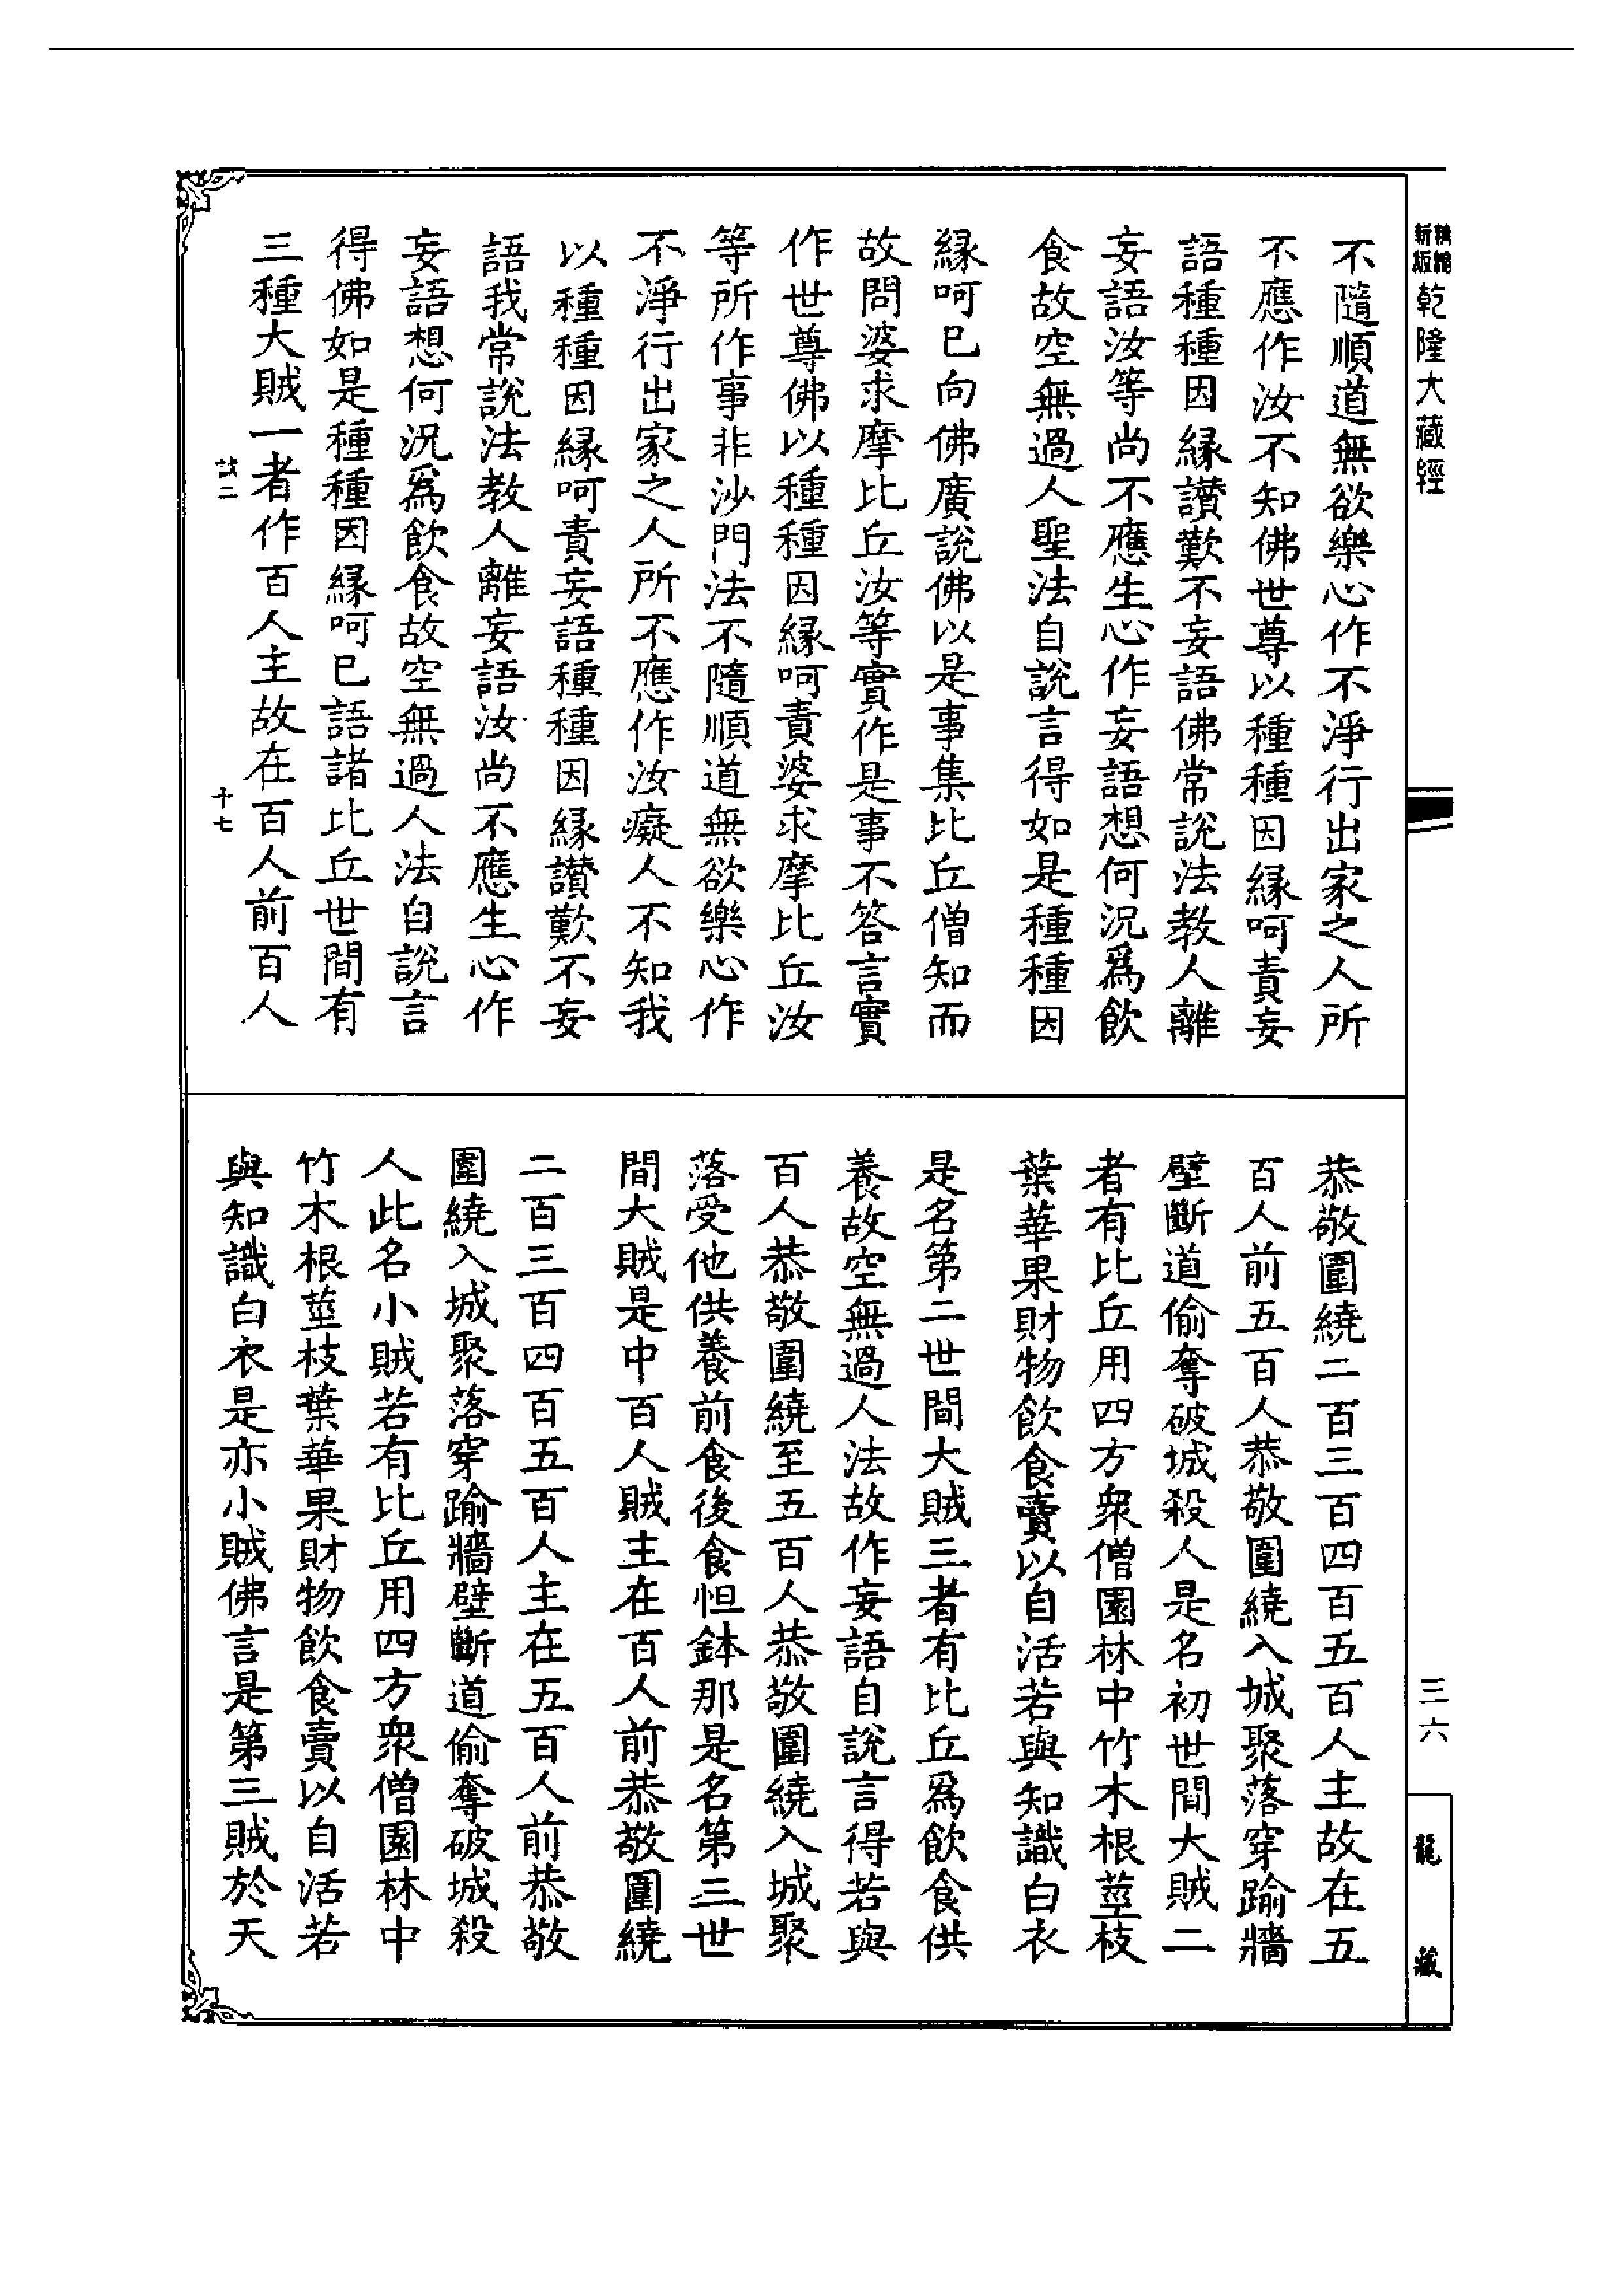 精縮
新版
乾隆大藏經
三六
龍藏
不隨順道無欲樂心作不淨行出家之人所
不應作汝不知佛世尊以種種因緣呵責妄
語種種因緣讃歎不妄語佛常說法教人離
妄語汝等尚不應生心作妄語想何況爲飲
食故空無過人聖法自說言得如是種種因
緣呵已向佛廣說佛以是事集比丘僧知而
故問婆求摩比丘汝等實作是事不答言實
作世尊佛以種種因緣呵責婆求摩比丘汝
等所作事非沙門法不隨順道無欲樂心作
不淨行出家之人所不應作汝癡人不知我
以種種因緣呵責妄語種種因緣讃歎不妄
語我常說法教人離妄語汝尚不應生心作
妄語想何況爲飲食故空無過人法自說言
得佛如是種種因緣呵已語諸比丘世間有
三種大賊一者作百人主故在百人前百人
十七
恭敬圍繞二百三百四百五百人主故在五
百人前五百人恭敬圍繞入城聚落穿踰牆
壁斷道偷奪破城殺人是名初世間大賊二
者有比丘用四方衆僧園林中竹木根莖枝
葉華果財物飲食賣以自活若與知識白衣
是名第二世間大賊三者有比丘爲飲食供
養故空無過人法故作妄語自說言得若與
百人恭敬圍繞至五百人恭敬圍繞入城聚
落受他供養前食後食怛鉢那是名第三世
間大賊是中百人賊主在百人前恭敬圍繞
二百三百四百五百人主在五百人前恭敬
圍繞入城聚落穿踰牆壁斷道偷奪破城殺
人此名小賊若有比丘用四方衆僧園林中
竹木根莖枝葉華果財物飲食賣以自活若
與知識白衣是亦小賊佛言是第三賊於天